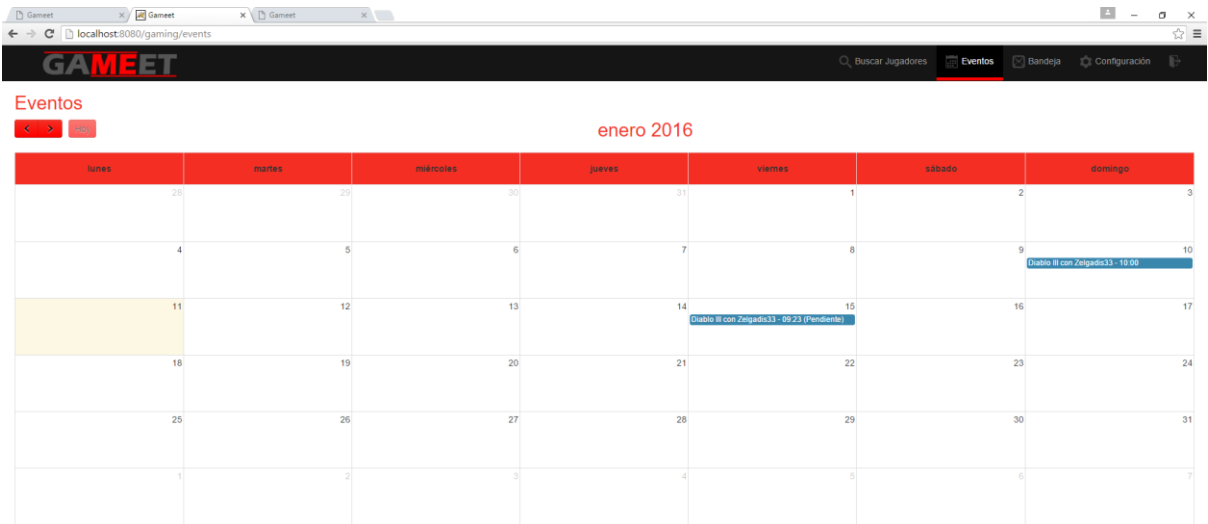 Gameet Gameet Gameet
localhost:8080/gaming/events
GAMEET Buscar Jugadores Eventos Bandeja Configuración
Eventos
Hoy enero 2016
lunes martes miércoles jueves viernes sábado domingo
28 29 30 31 1 2 3
4 5 6 7 8 9 10
Diablo III con Zelgadis33 - 10:00
11 12 13 14 15 16 17
Diablo III con Zelgadis33 - 09:23 (Pendiente)
18 19 20 21 22 23 24
25 26 27 28 29 30 31
1 2 3 4 5 6 7